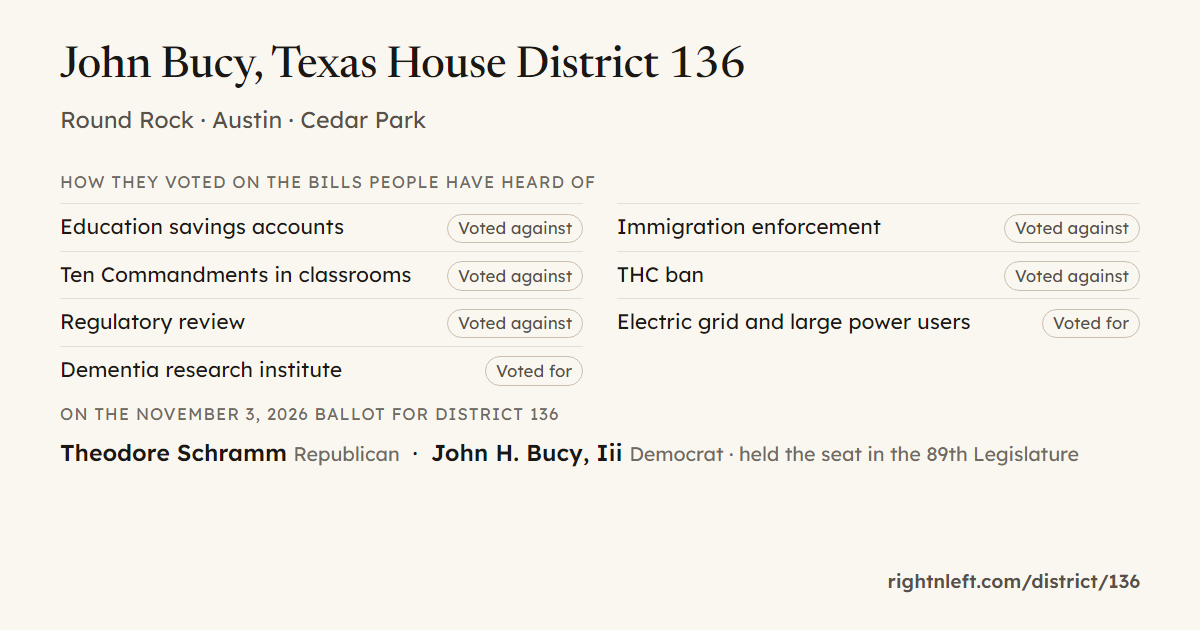 John Bucy, Texas House District 136
Round Rock · Austin · Cedar Park
HOW THEY VOTED ON THE BILLS PEOPLE HAVE HEARD OF
Education savings accounts Voted against
Ten Commandments in classrooms Voted against
Regulatory review Voted against
Dementia research institute Voted for
Immigration enforcement Voted against
THC ban Voted against
Electric grid and large power users Voted for
ON THE NOVEMBER 3, 2026 BALLOT FOR DISTRICT 136
Theodore Schramm Republican · John H. Bucy, Iii Democrat · held the seat in the 89th Legislature
rightnleft.com/district/136